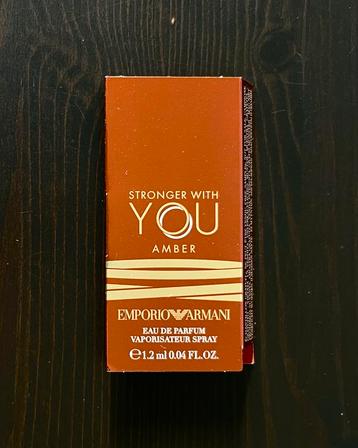 STRONGER WITH
YOU
AMBER
EMPORIO ARMANI
EAU DE PARFUM
VAPORISATEUR SPRAY
℮1.2 ml 0.04 FL.OZ.